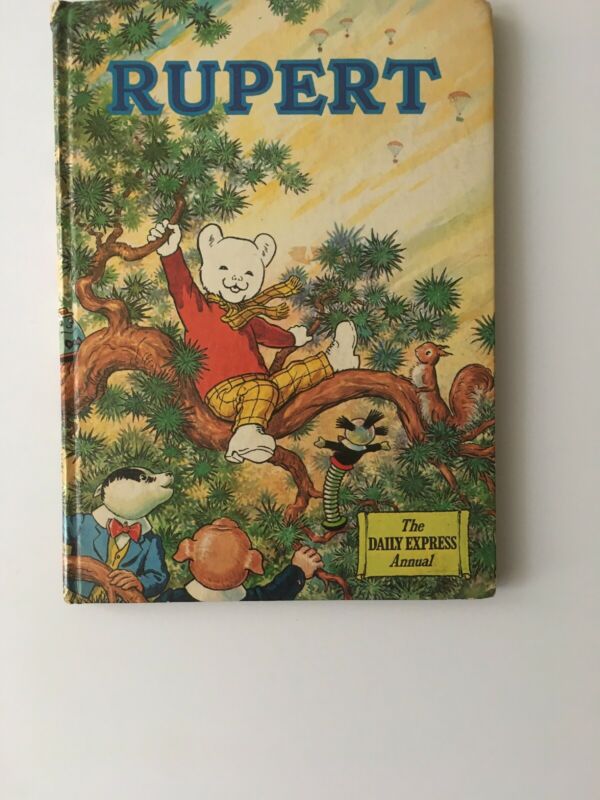 RUPERT
The
DAILY EXPRESS
Annual